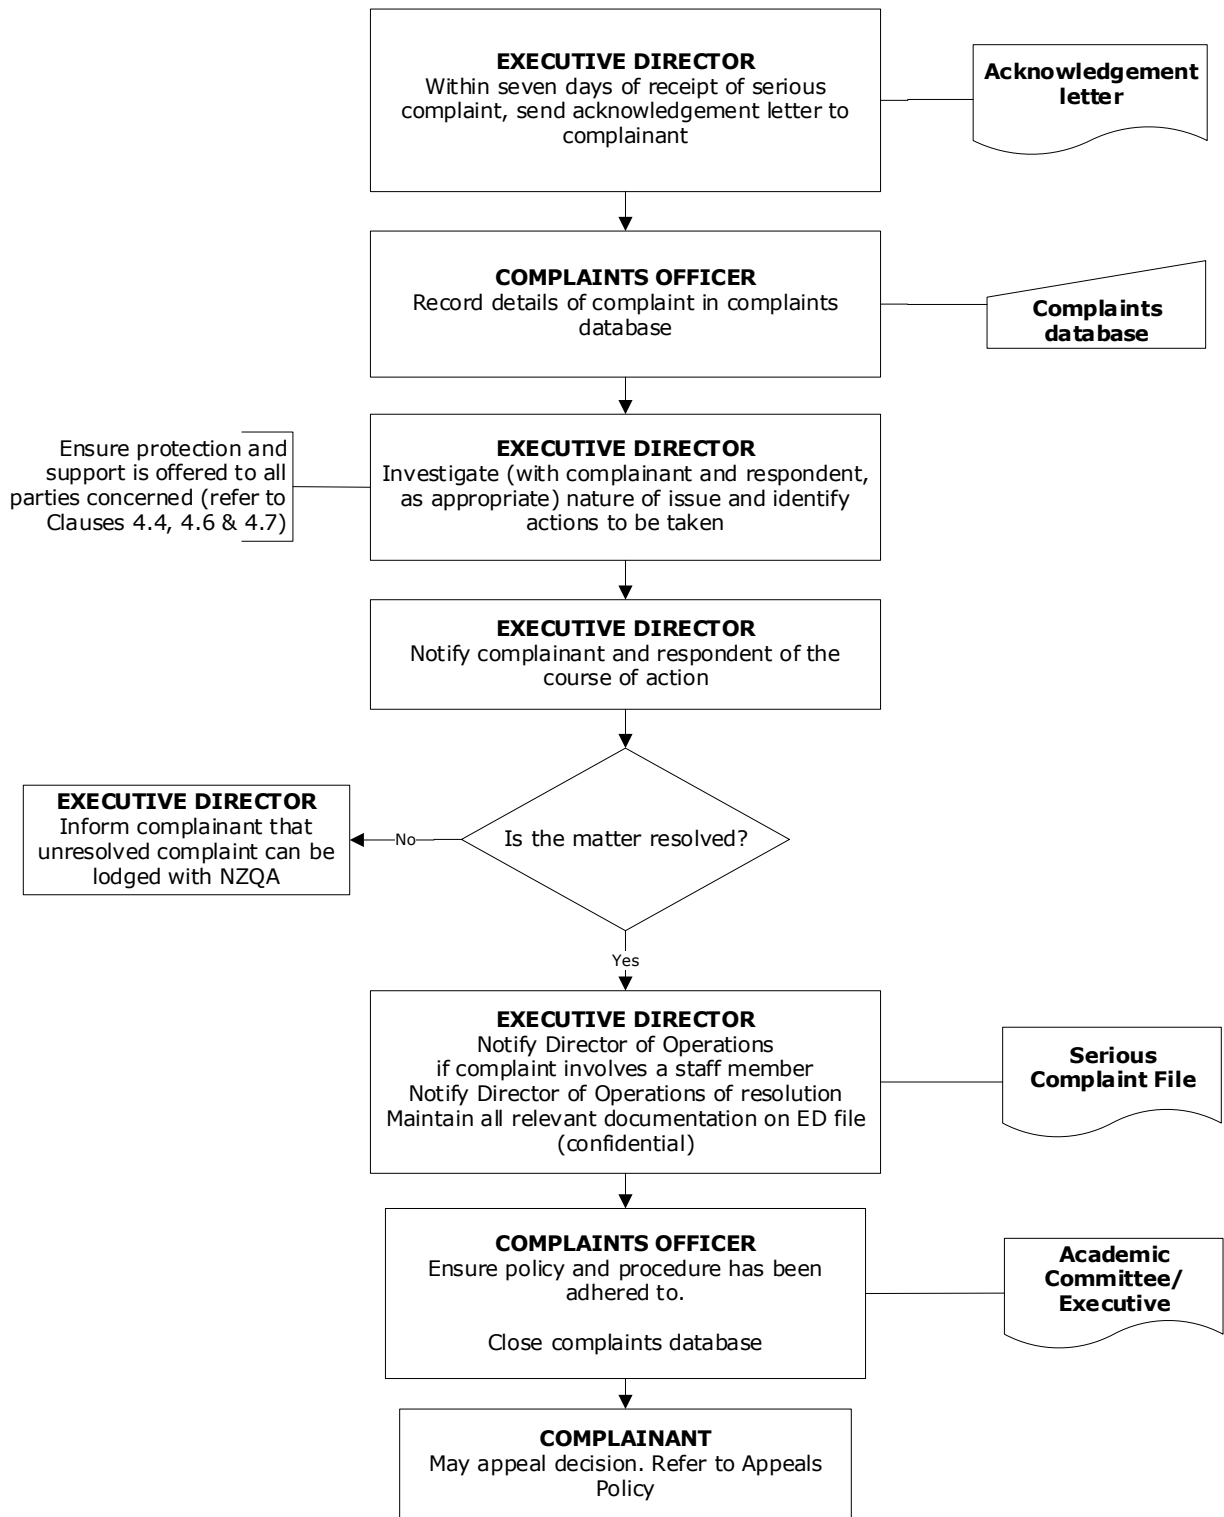 EXECUTIVE DIRECTOR
Within seven days of receipt of serious
complaint, send acknowledgement letter to
complainant
Acknowledgement
letter
COMPLAINTS OFFICER
Record details of complaint in complaints
database
Complaints
database
Ensure protection and
support is offered to all
parties concerned (refer to
Clauses 4.4, 4.6 & 4.7)
EXECUTIVE DIRECTOR
Investigate (with complainant and respondent,
as appropriate) nature of issue and identify
actions to be taken
EXECUTIVE DIRECTOR
Notify complainant and respondent of the
course of action
EXECUTIVE DIRECTOR
Inform complainant that
unresolved complaint can be
lodged with NZQA
No
Is the matter resolved?
Yes
EXECUTIVE DIRECTOR
Notify Director of Operations
if complaint involves a staff member
Notify Director of Operations of resolution
Maintain all relevant documentation on ED file
(confidential)
Serious
Complaint File
COMPLAINTS OFFICER
Ensure policy and procedure has been
adhered to.
Close complaints database
Academic
Committee/
Executive
COMPLAINANT
May appeal decision. Refer to Appeals
Policy